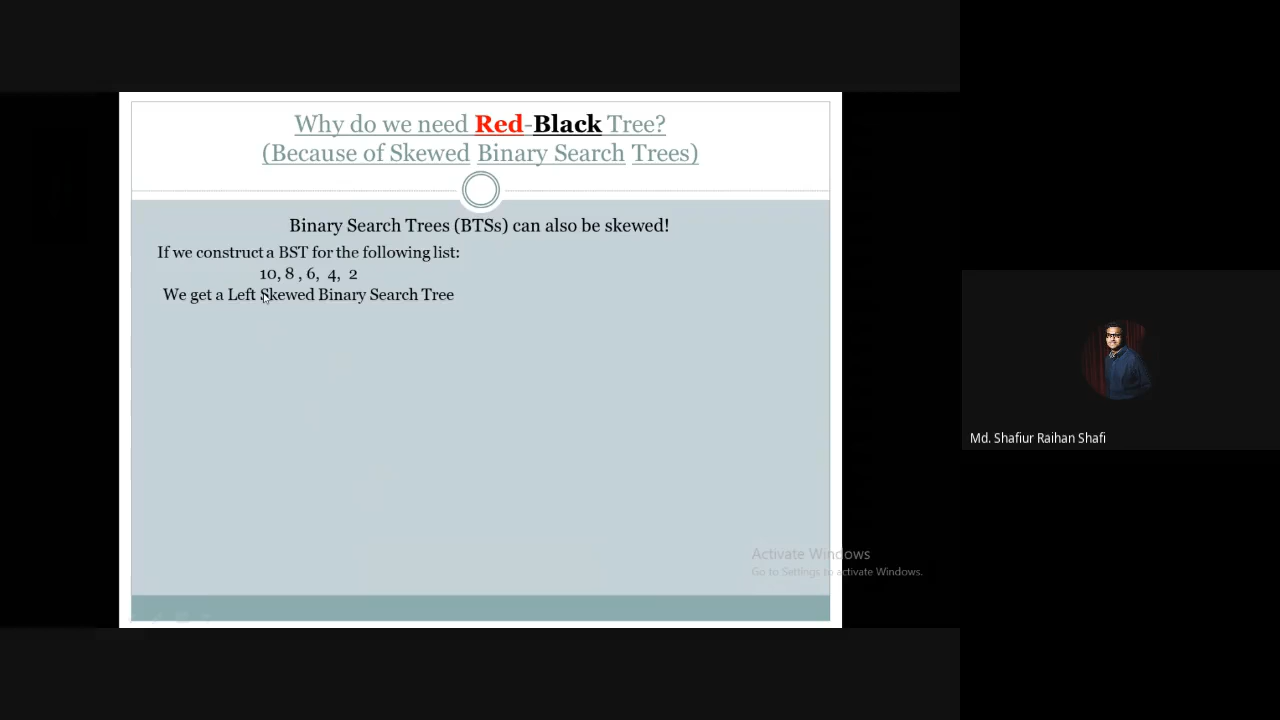 Why do we need Red-Black Tree?
(Because of Skewed Binary Search Trees)
Binary Search Trees (BTSs) can also be skewed!
If we construct a BST for the following list:
10, 8 , 6, 4, 2
We get a Left Skewed Binary Search Tree
Activate Windows
Go to Settings to activate Windows.
Md. Shafiur Raihan Shafi